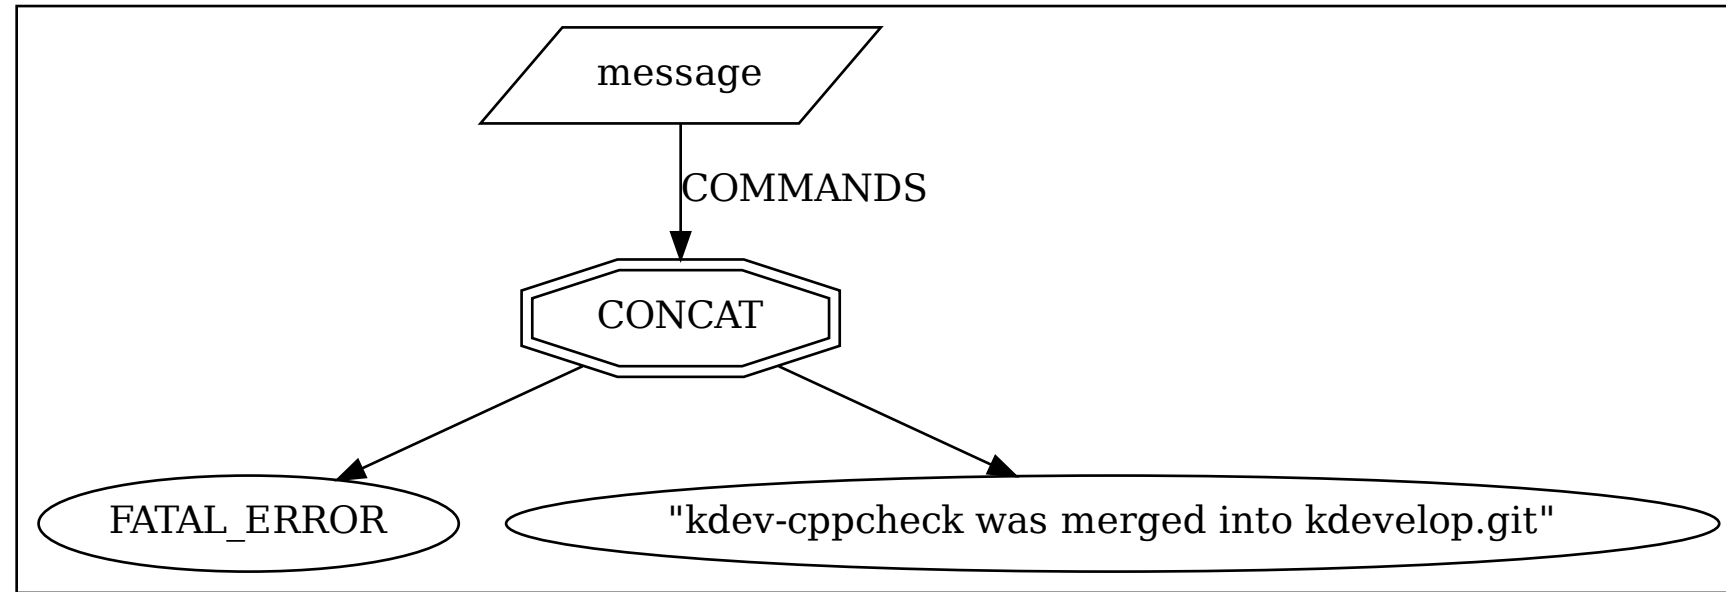 message
COMMANDS
CONCAT
FATAL_ERROR
"kdev-cppcheck was merged into kdevelop.git"